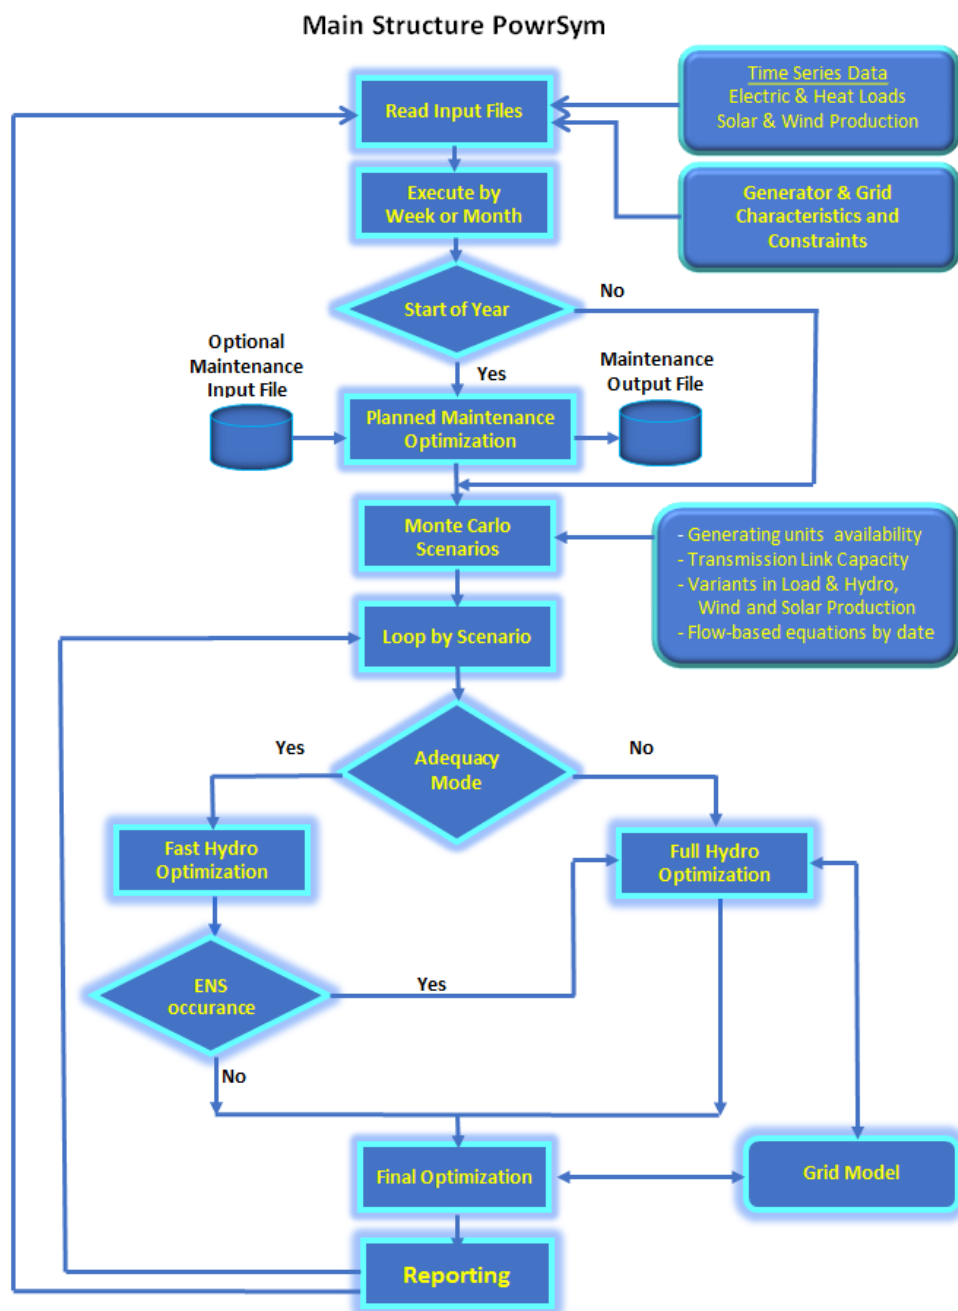 Main Structure PowrSym
Time Series Data
Electric & Heat Loads
Solar & Wind Production
Read Input Files
Execute by
Week or Month
Generator & Grid
Characteristics and
Constraints
Start of Year
No
Optional
Maintenance
Input File
Yes
Maintenance
Output File
Planned Maintenance
Optimization
Monte Carlo
Scenarios
- Generating units availability
- Transmission Link Capacity
- Variants in Load & Hydro,
Wind and Solar Production
- Flow-based equations by date
Loop by Scenario
Yes
Adequacy
Mode
No
Fast Hydro
Optimization
Full Hydro
Optimization
ENS
occurance
Yes
No
Final Optimization
Grid Model
Reporting